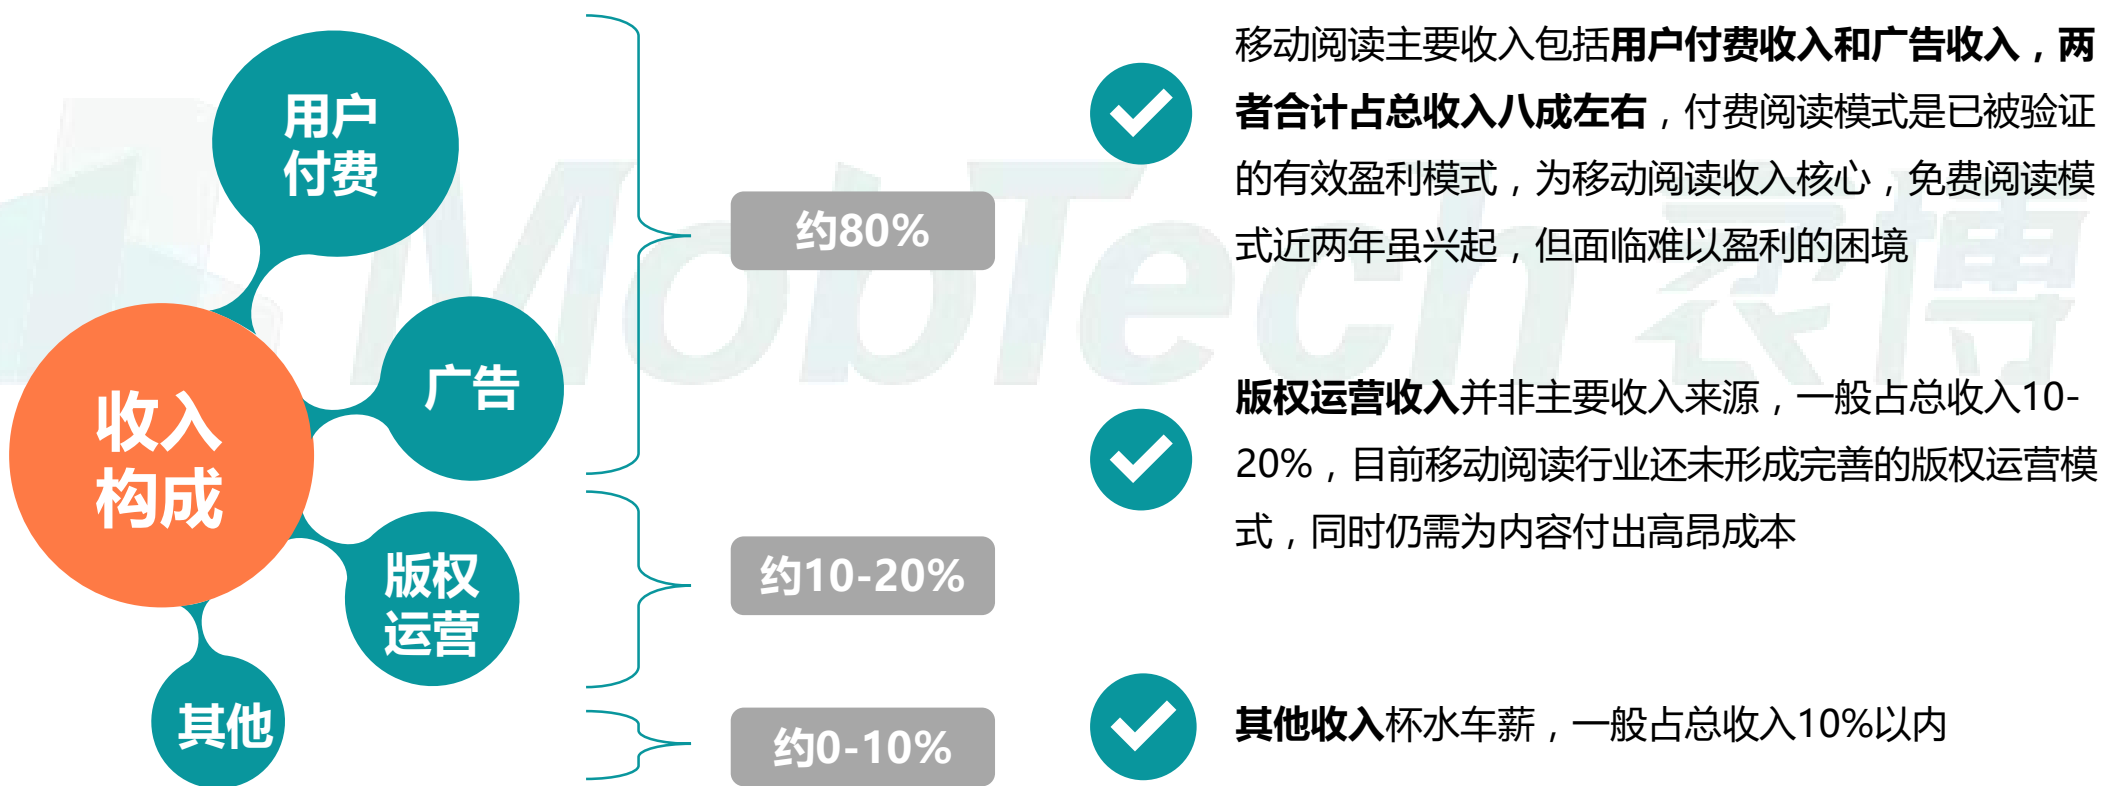 用户
付费
广告
收入
构成
版权
运营
其他
约80%
约10-20%
约0-10%
移动阅读主要收入包括用户付费收入和广告收入，两
者合计占总收入八成左右，付费阅读模式是已被验证
的有效盈利模式，为移动阅读收入核心，免费阅读模
式近两年虽兴起，但面临难以盈利的困境
版权运营收入并非主要收入来源，一般占总收入10-
20%，目前移动阅读行业还未形成完善的版权运营模
式，同时仍需为内容付出高昂成本
其他收入杯水车薪，一般占总收入10%以内
MobTech 袤博